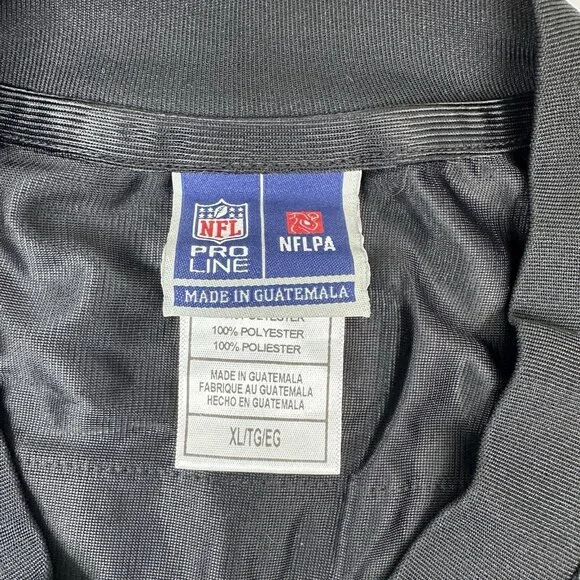 NFL
PRO
LINE
NFLPA
MADE IN GUATEMALA
100% POLYESTER
100% POLIESTER
MADE IN GUATEMALA
FABRIQUE AU GUATEMALA
HECHO EN GUATEMALA
XL/TG/EG